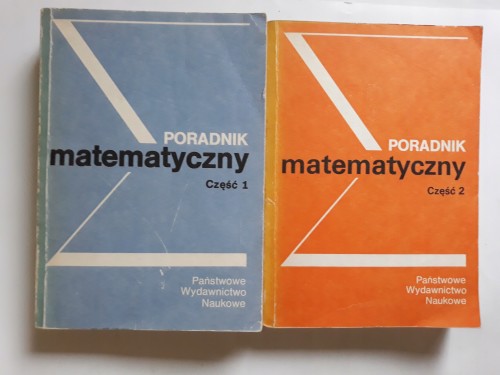 PORADNIK
matematyczny
Część 1
Państwowe
Wydawnictwo
Naukowe
PORADNIK
matematyczny
Część 2
Państwowe
Wydawnictwo
Naukowe